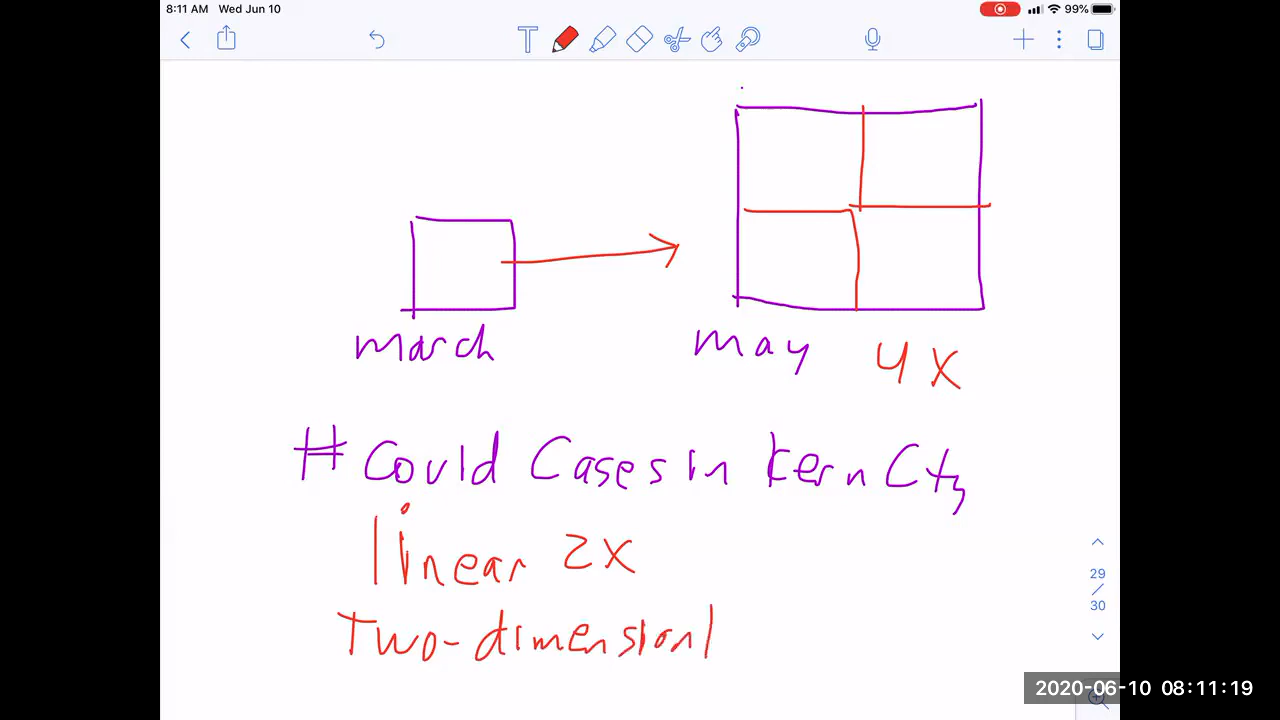 8:11 AM Wed Jun 10
99%
T
march
may 4x
# Covid Cases in Kern Cty
linear 2x
Two-dimensionl
29
30
2020-06-10 08:11:19